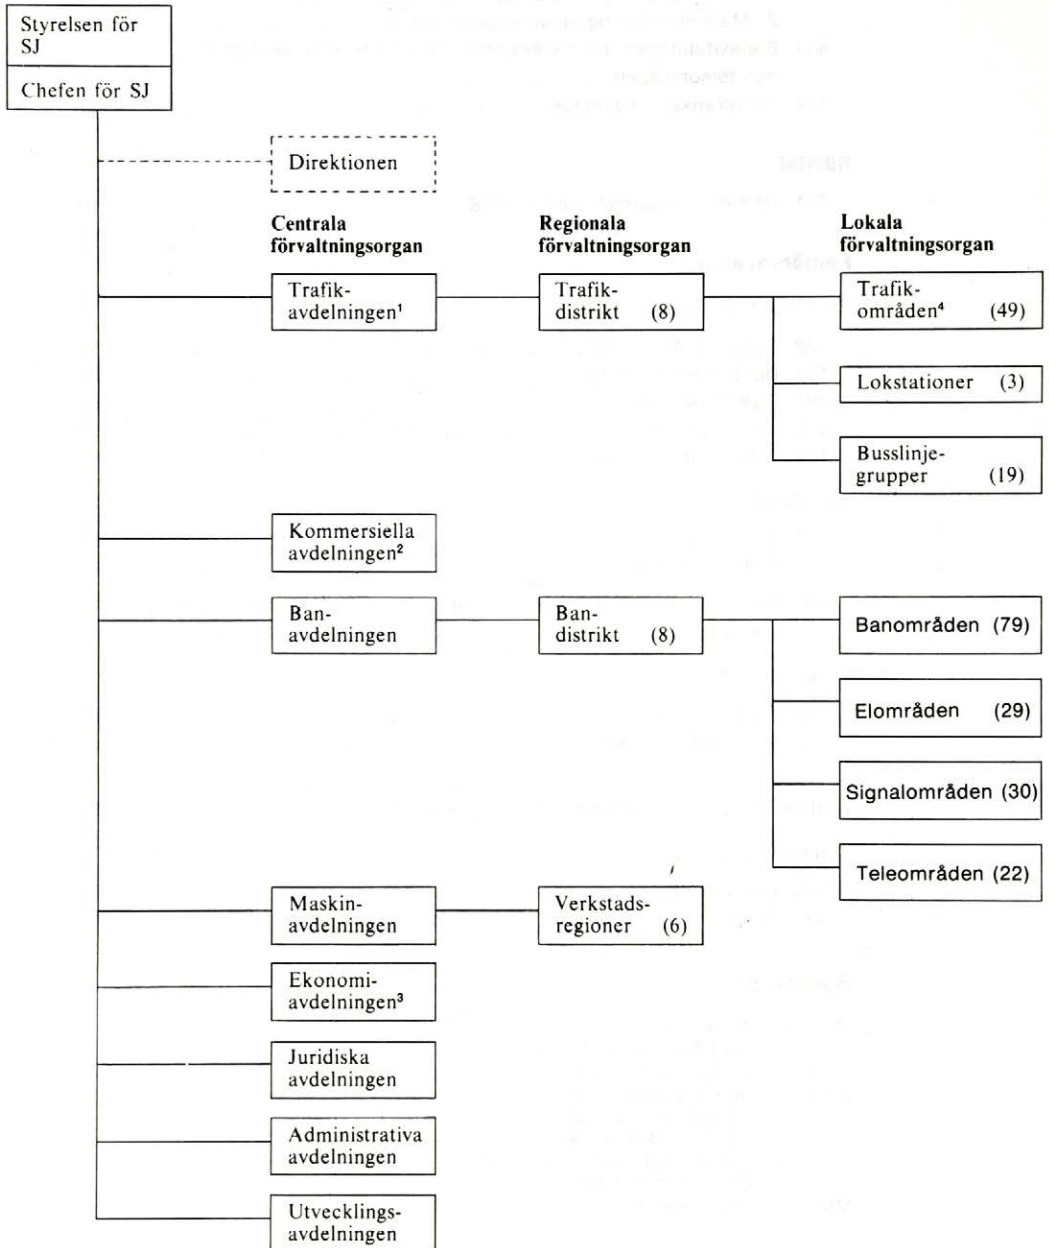 Styrelsen för
SJ
Chefen för SJ
Direktionen
Centrala
förvaltningsorgan
Regionala
förvaltningsorgan
Lokala
förvaltningsorgan
Trafik-
avdelningen¹
Trafik-
distrikt (8)
Trafik-
områden⁴ (49)
Lokstationer (3)
Busslinje-
grupper (19)
Kommersiella
avdelningen²
Ban-
avdelningen
Ban-
distrikt (8)
Banområden (79)
Elområden (29)
Signalområden (30)
Teleområden (22)
Maskin-
avdelningen
Verkstads-
regioner (6)
Ekonomi-
avdelningen³
Juridiska
avdelningen
Administrativa
avdelningen
Utvecklings-
avdelningen